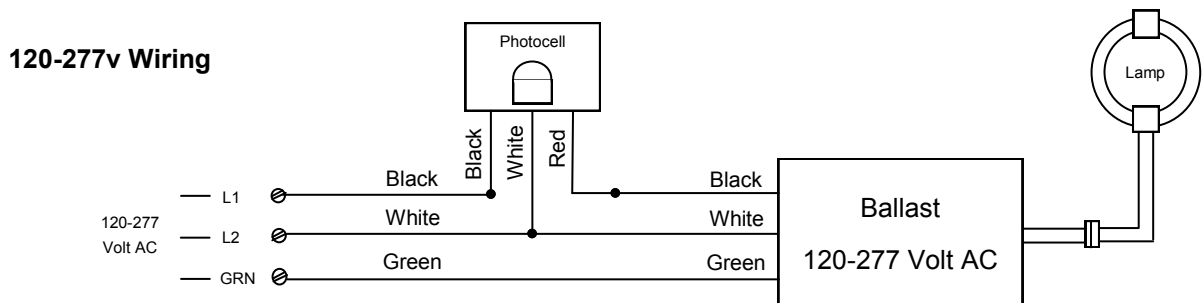 120-277v Wiring
Photocell
Lamp
Black
White
Red
L1
Black
Black
120-277
Volt AC
L2
White
White
GRN
Green
Green
Ballast
120-277 Volt AC